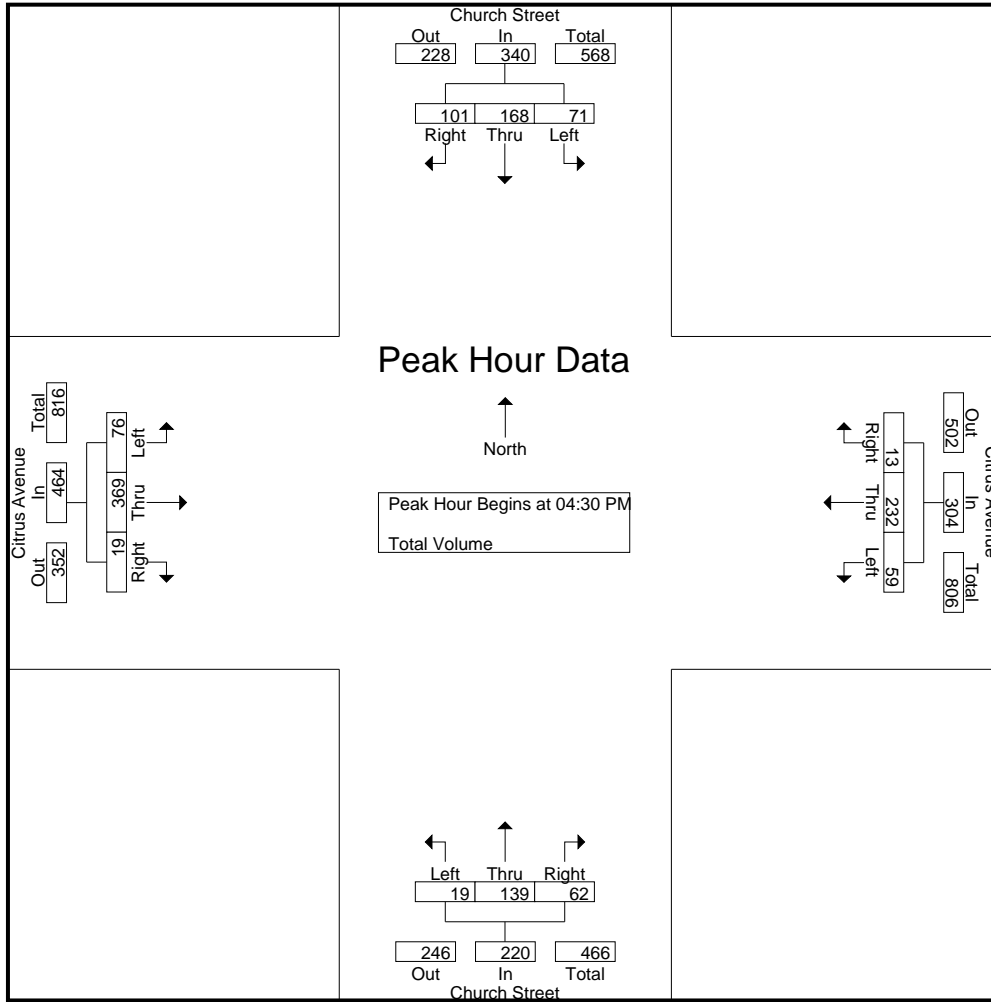 Church Street
Out In Total
228 340 568
101 168 71
Right Thru Left
Peak Hour Data
North
Peak Hour Begins at 04:30 PM
Total Volume
Citrus Avenue
Out In Total
352 464 816
19 369 76
Right Thru Left
Citrus Avenue
Out In Total
502 304 806
13 232 59
Right Thru Left
Left Thru Right
19 139 62
246 220 466
Out In Total
Church Street